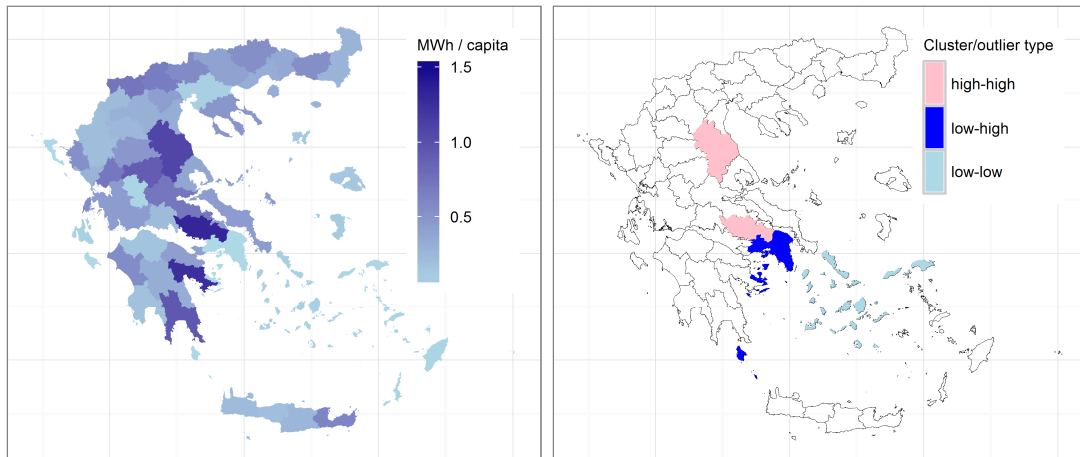 MWh / capita
1.5
1.0
0.5
Cluster/outlier type
high-high
low-high
low-low